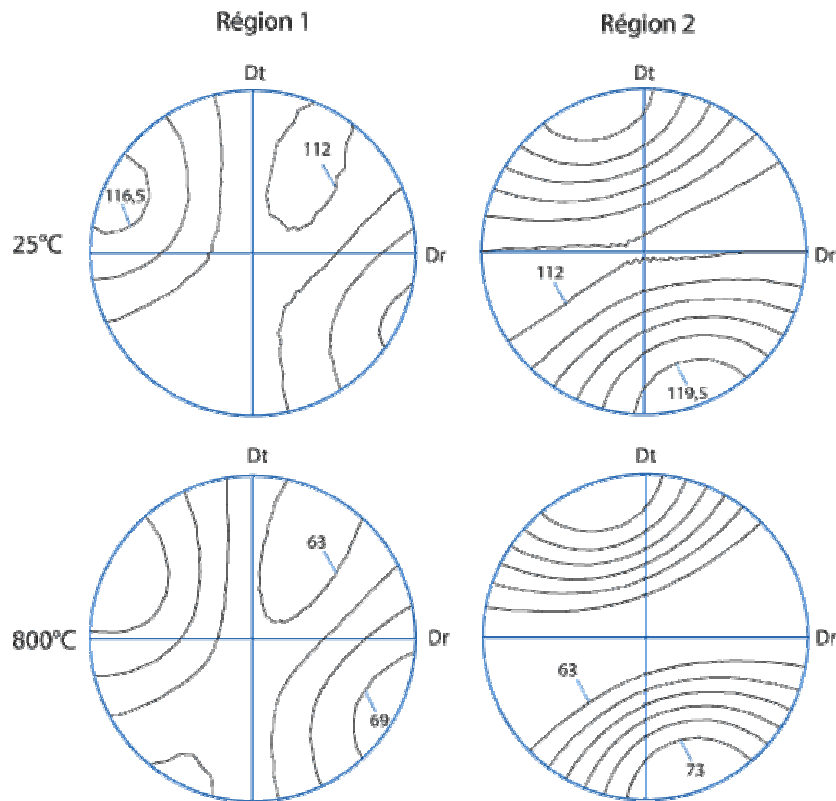 Région 1
Région 2
Dt
Dt
116,5
112
25°C
Dr
112
Dr
119,5
Dt
Dt
63
800°C
Dr
69
63
Dr
73